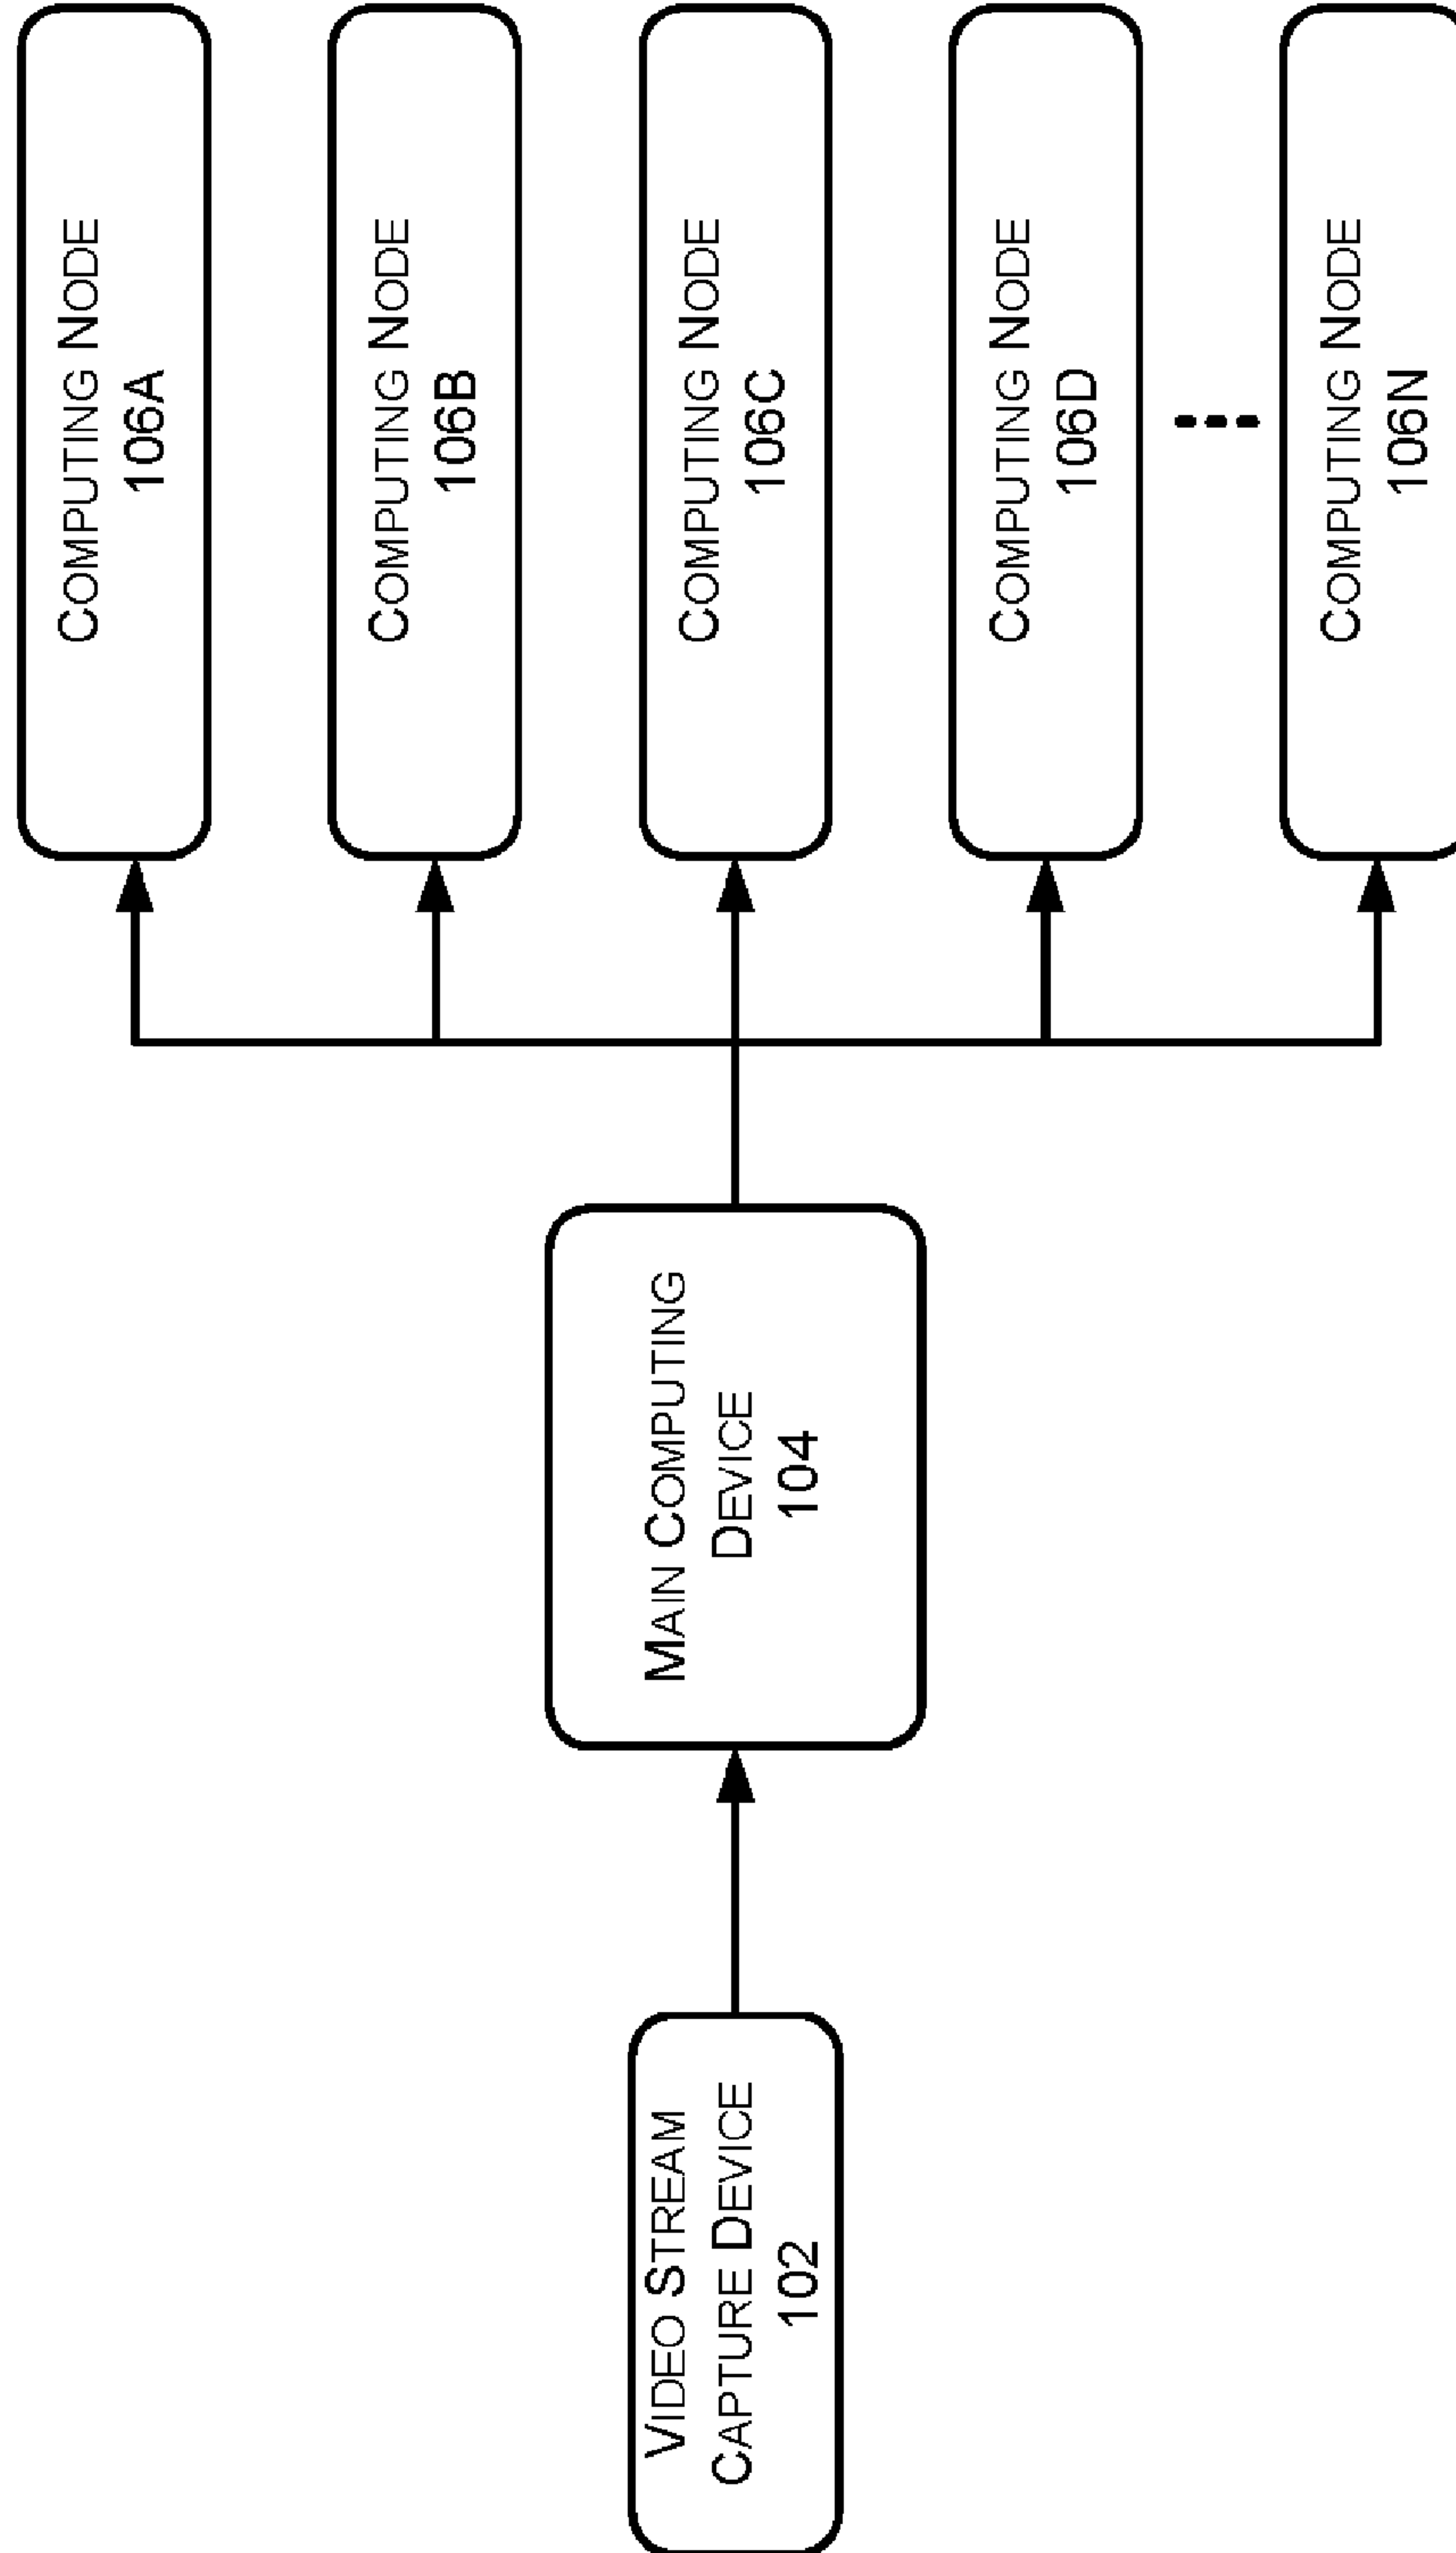 VIDEO STREAM
CAPTURE DEVICE
102
MAIN COMPUTING
DEVICE
104
COMPUTING NODE
106A
COMPUTING NODE
106B
COMPUTING NODE
106C
COMPUTING NODE
106D
COMPUTING NODE
106N